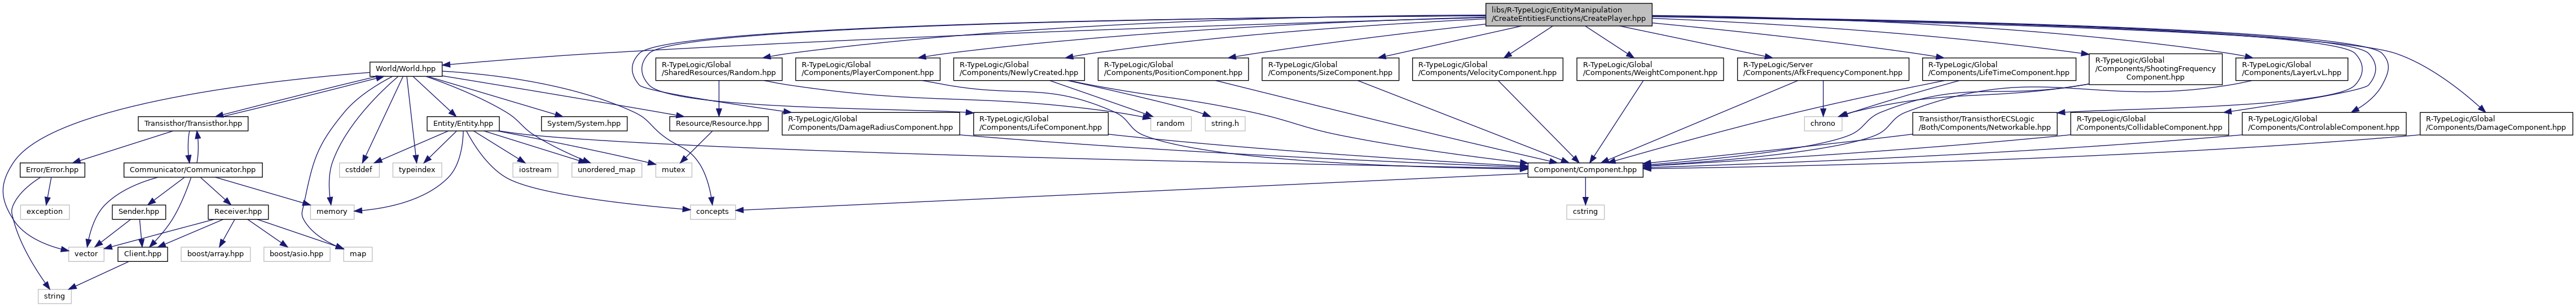 libs/R-TypeLogic/EntityManipulation
/CreateEntitiesFunctions/CreatePlayer.hpp
World/World.hpp
R-TypeLogic/Global
/SharedResources/Random.hpp
R-TypeLogic/Global
/Components/PlayerComponent.hpp
R-TypeLogic/Global
/Components/NewlyCreated.hpp
R-TypeLogic/Global
/Components/PositionComponent.hpp
R-TypeLogic/Global
/Components/SizeComponent.hpp
R-TypeLogic/Global
/Components/VelocityComponent.hpp
R-TypeLogic/Global
/Components/WeightComponent.hpp
R-TypeLogic/Server
/Components/AfkFrequencyComponent.hpp
R-TypeLogic/Global
/Components/LifeTimeComponent.hpp
R-TypeLogic/Global
/Components/ShootingFrequency
Component.hpp
R-TypeLogic/Global
/Components/LayerLvL.hpp
Transisthor/Transisthor.hpp
Entity/Entity.hpp
System/System.hpp
Resource/Resource.hpp
R-TypeLogic/Global
/Components/DamageRadiusComponent.hpp
R-TypeLogic/Global
/Components/LifeComponent.hpp
random
string.h
chrono
Transisthor/TransisthorECSLogic
/Both/Components/Networkable.hpp
R-TypeLogic/Global
/Components/CollidableComponent.hpp
R-TypeLogic/Global
/Components/ControlableComponent.hpp
R-TypeLogic/Global
/Components/DamageComponent.hpp
Error/Error.hpp
Communicator/Communicator.hpp
cstddef
typeindex
iostream
unordered_map
mutex
Component/Component.hpp
exception
Sender.hpp
Receiver.hpp
memory
concepts
cstring
vector
Client.hpp
boost/array.hpp
boost/asio.hpp
map
string